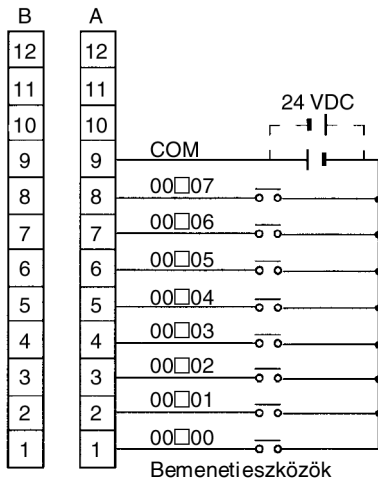 B A
12 12
11 11
24 VDC
10 10
9 9 COM
8 8 00□07
7 7 00□06
6 6 00□05
5 5 00□04
4 4 00□03
3 3 00□02
2 2 00□01
1 1 00□00
Bemenetieszközök